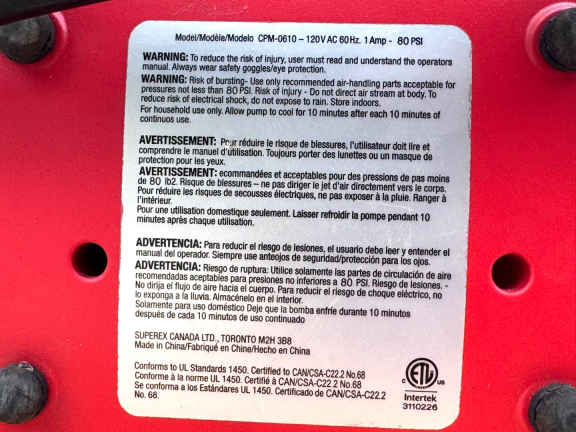 Model/Modèle/Modelo CPM-0610 – 120V AC 60Hz. 1 Amp - 80 PSI
WARNING: To reduce the risk of injury, user must read and understand the operators
manual. Always wear safety goggles/eye protection.
WARNING: Risk of bursting- Use only recommended air-handling parts acceptable for
pressures not less than 80 PSI. Risk of injury - Do not direct air stream at body. To
reduce risk of electrical shock, do not expose to rain. Store indoors.
For household use only. Allow pump to cool for 10 minutes after each 10 minutes of
continuos use.
AVERTISSEMENT: Pour réduire le risque de blessures, l'utilisateur doit lire et
comprendre le manuel d'utilisation. Toujours porter des lunettes ou un masque de
protection pour les yeux.
AVERTISSEMENT: ecommandées et acceptables pour des pressions de pas moins
de 80 lb2. Risque de blessures – ne pas diriger le jet d'air directement vers le corps.
Pour réduire les risques de secousses électriques, ne pas exposer à la pluie. Ranger à
l'intérieur.
Pour une utilisation domestique seulement. Laisser refroidir la pompe pendant 10
minutes après chaque utilisation.
ADVERTENCIA: Para reducir el riesgo de lesiones, el usuario debe leer y entender el
manual del operador. Siempre use anteojos de seguridad/protección para los ojos.
ADVERTENCIA: Riesgo de ruptura: Utilice solamente las partes de circulación de aire
recomendadas aceptables para presiones no inferiores a 80 PSI. Riesgo de lesiones. -
No dirija el flujo de aire hacia el cuerpo. Para reducir el riesgo de choque eléctrico, no
lo exponga a la lluvia. Almacénelo en el interior.
Solamente para uso doméstico Deje que la bomba enfríe durante 10 minutos
después de cada 10 minutos de uso continuado
SUPEREX CANADA LTD., TORONTO M2H 3B8
Made in China/Fabriqué en Chine/Hecho en China
Conforms to UL Standards 1450. Certified to CAN/CSA-C22.2 No.68
Conforme à la norme UL 1450. Certifié à CAN/CSA-C22.2 No.68
Se conforma a los Estándares UL 1450. Certificado de CAN/CSA-C22.2
No. 68.
ETL
C US
Intertek
3110226